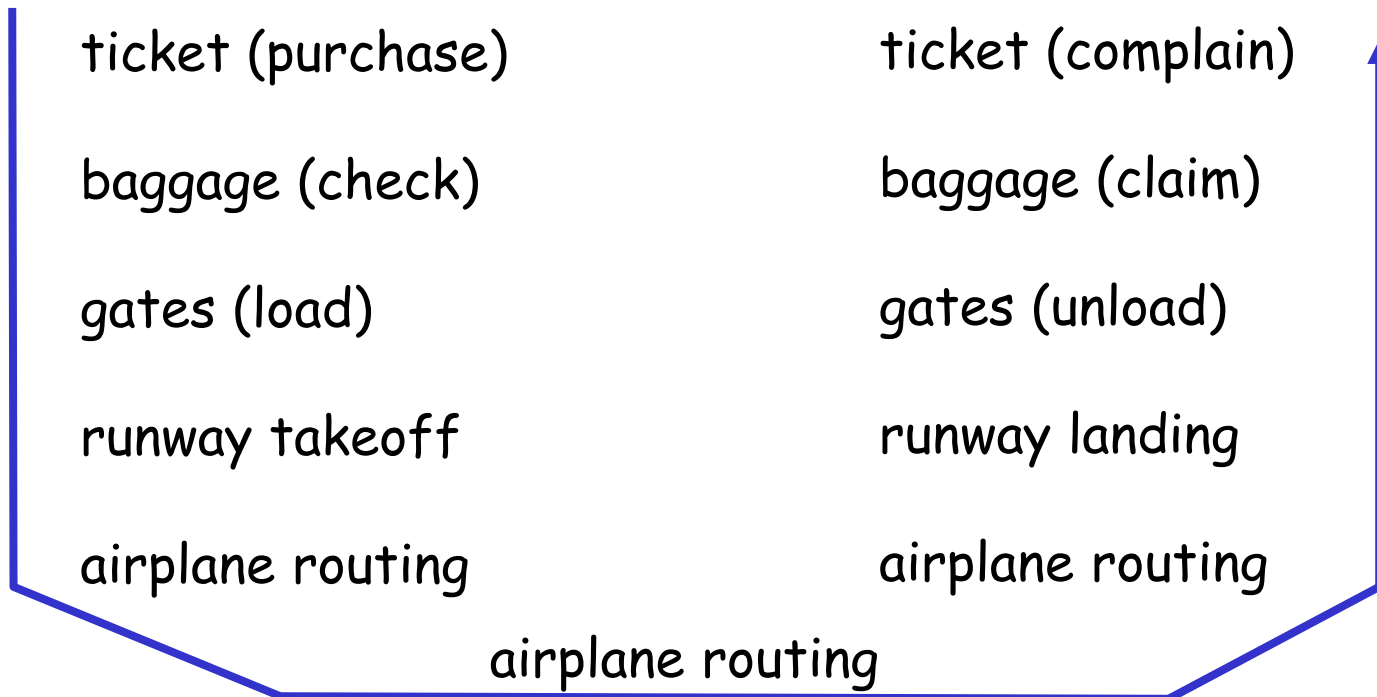 ticket (purchase)
baggage (check)
gates (load)
runway takeoff
airplane routing
airplane routing
ticket (complain)
baggage (claim)
gates (unload)
runway landing
airplane routing